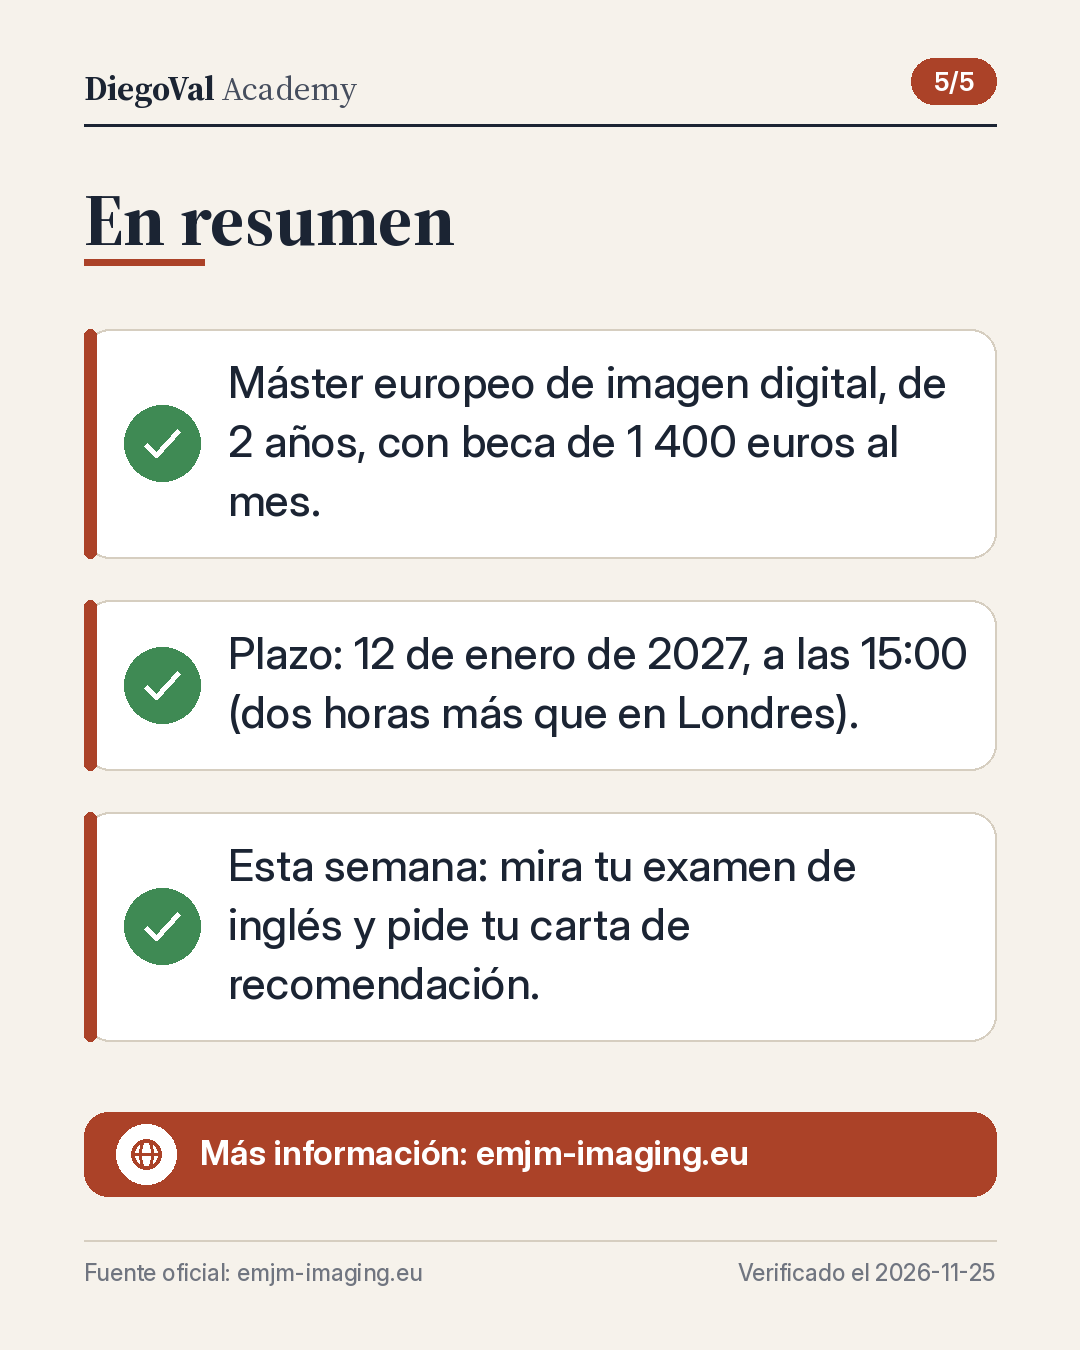 DiegoVal Academy
5/5
En resumen
Máster europeo de imagen digital, de
2 años, con beca de 1 400 euros al
mes.
Plazo: 12 de enero de 2027, a las 15:00
(dos horas más que en Londres).
Esta semana: mira tu examen de
inglés y pide tu carta de
recomendación.
Más información: emjm-imaging.eu
Fuente oficial: emjm-imaging.eu
Verificado el 2026-11-25